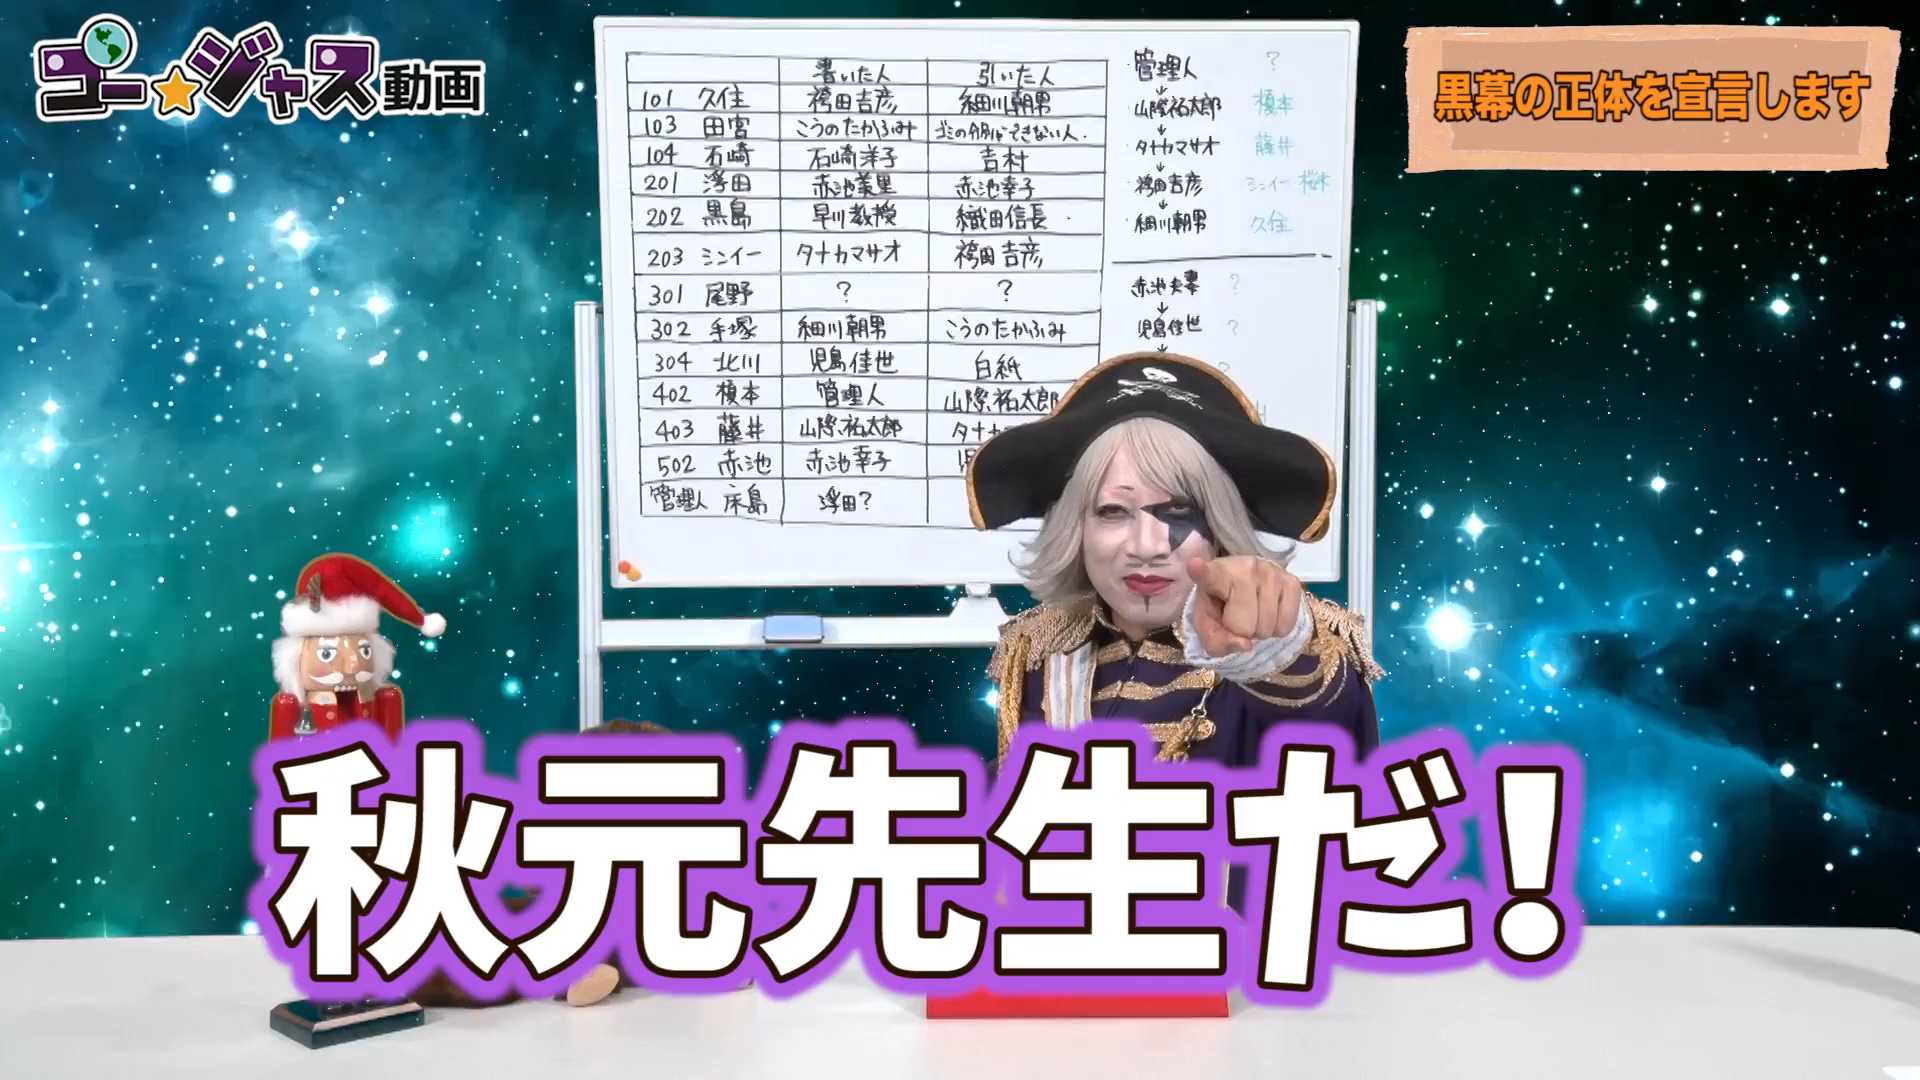 ゴー☆ジャス動画
黒幕の正体を宣言します
書いた人 引いた人
101 久住 袴田吉彦 細川朝男
103 田宮 こうのたかふみ ゴミの分別ができない人.
104 石崎 石崎洋子 吉村
201 浮田 赤池美里 赤池幸子
202 黒島 早川教授 織田信長
203 シンイー タナカマサオ 袴田吉彦
301 尾野 ? ?
302 手塚 細川朝男 こうのたかふみ
304 北川 児島佳世 白紙
402 榎本 管理人 山際祐太郎
403 藤井 山際祐太郎 タナカ
502 赤池 赤池幸子 児
管理人 床島 浮田?
管理人 ?
↓
山際祐太郎 榎本
↓
タナカマサオ 藤井
↓
袴田吉彦 シンイー・桜木
↓
細川朝男 久住
赤池夫妻 ?
↓
児島佳世 ?
↓
?
秋元先生だ!